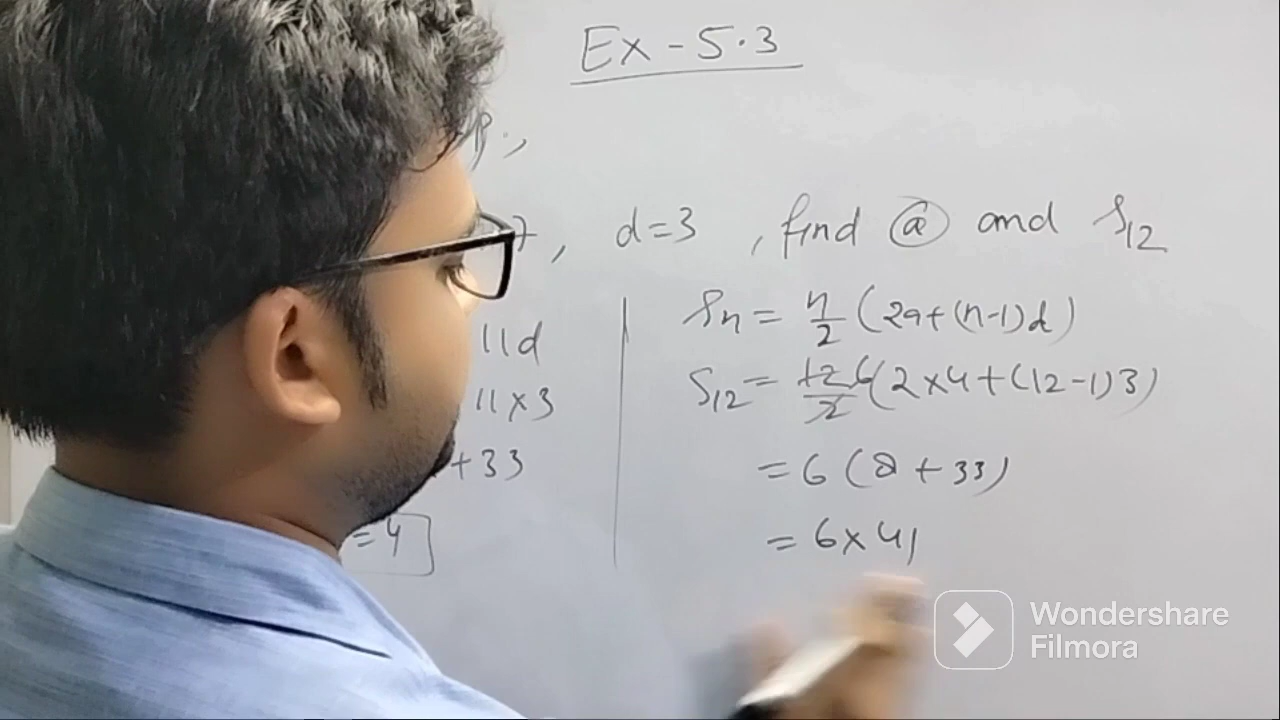 Ex - 5.3
P.,
7, d=3, find ⓐ and S₁₂
11d
11×3
+33
=4
Sn = n/2 (2a+(n-1)d)
S₁₂ = 12/2 6 (2×4+(12-1)3)
= 6 (8 + 33)
= 6×41
Wondershare
Filmora